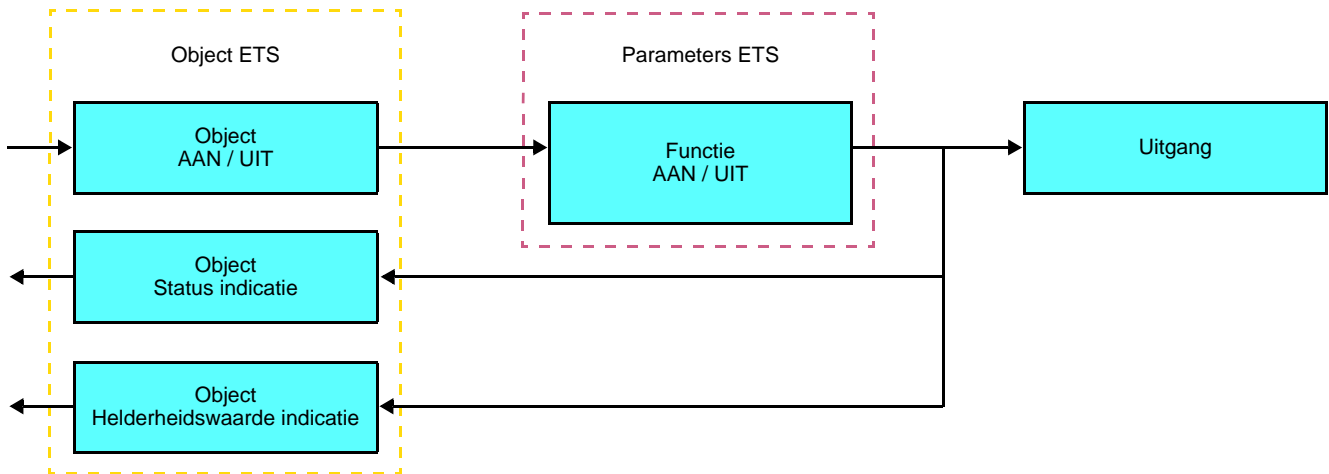 Object ETS
Parameters ETS
Object
AAN / UIT
Functie
AAN / UIT
Uitgang
Object
Status indicatie
Object
Helderheidswaarde indicatie